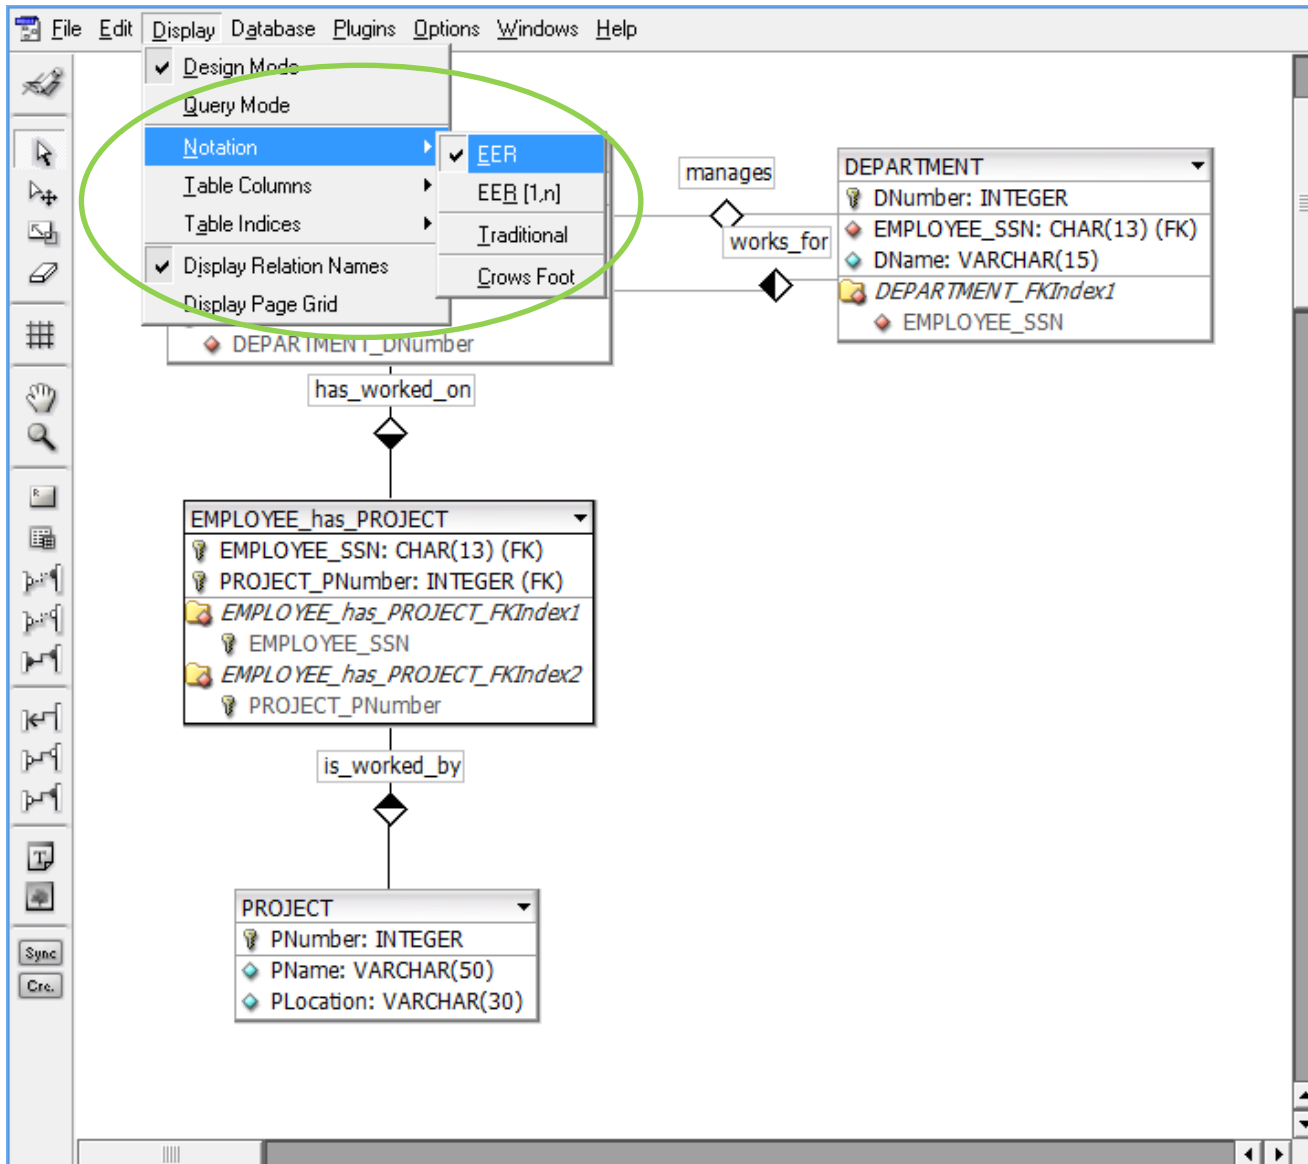 File Edit Display Database Plugins Options Windows Help
Design Mode
Query Mode
Notation
Table Columns
Table Indices
Display Relation Names
Display Page Grid
EER
EER [1,n]
Traditional
Crows Foot
manages
works_for
DEPARTMENT
DNumber: INTEGER
EMPLOYEE_SSN: CHAR(13) (FK)
DName: VARCHAR(15)
DEPARTMENT_FKIndex1
EMPLOYEE_SSN
DEPARTMENT_DNumber
has_worked_on
EMPLOYEE_has_PROJECT
EMPLOYEE_SSN: CHAR(13) (FK)
PROJECT_PNumber: INTEGER (FK)
EMPLOYEE_has_PROJECT_FKIndex1
EMPLOYEE_SSN
EMPLOYEE_has_PROJECT_FKIndex2
PROJECT_PNumber
is_worked_by
PROJECT
PNumber: INTEGER
PName: VARCHAR(50)
PLocation: VARCHAR(30)
R
T
Sync
Cre.